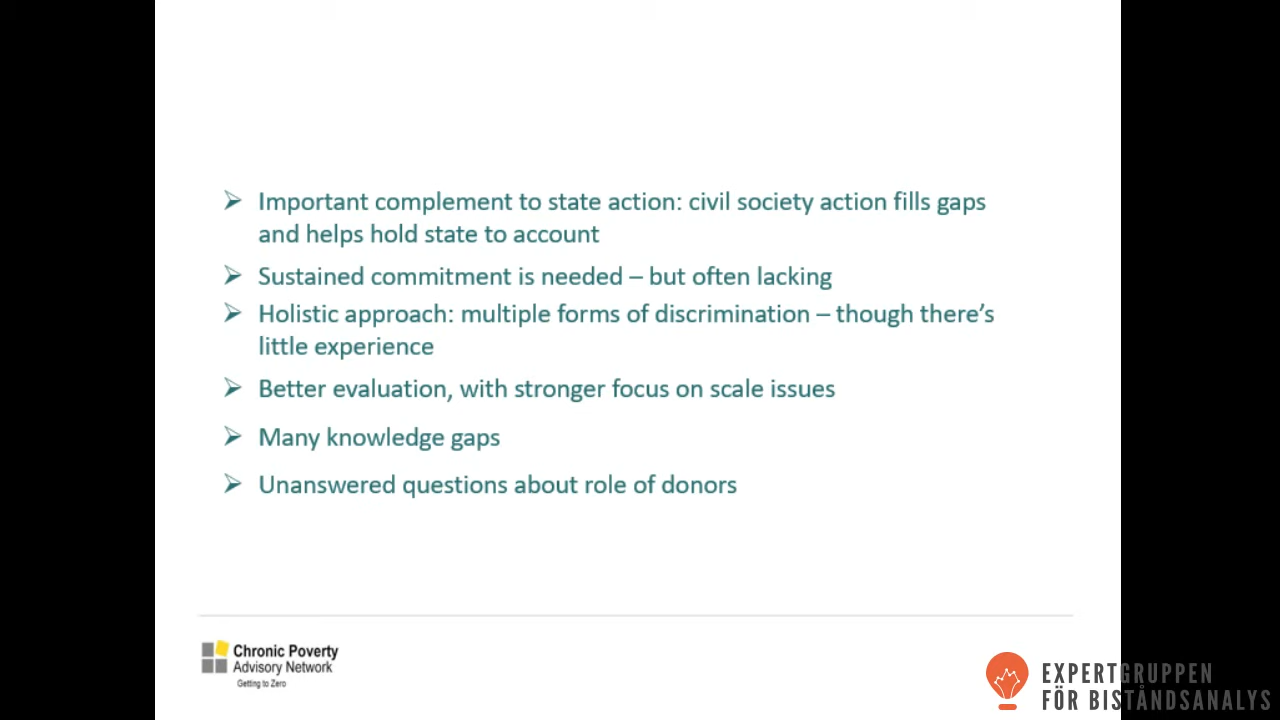 Important complement to state action: civil society action fills gaps
and helps hold state to account
Sustained commitment is needed – but often lacking
Holistic approach: multiple forms of discrimination – though there’s
little experience
Better evaluation, with stronger focus on scale issues
Many knowledge gaps
Unanswered questions about role of donors
Chronic Poverty
Advisory Network
Getting to Zero
EXPERTGRUPPEN
FÖR BISTÅNDSANALYS